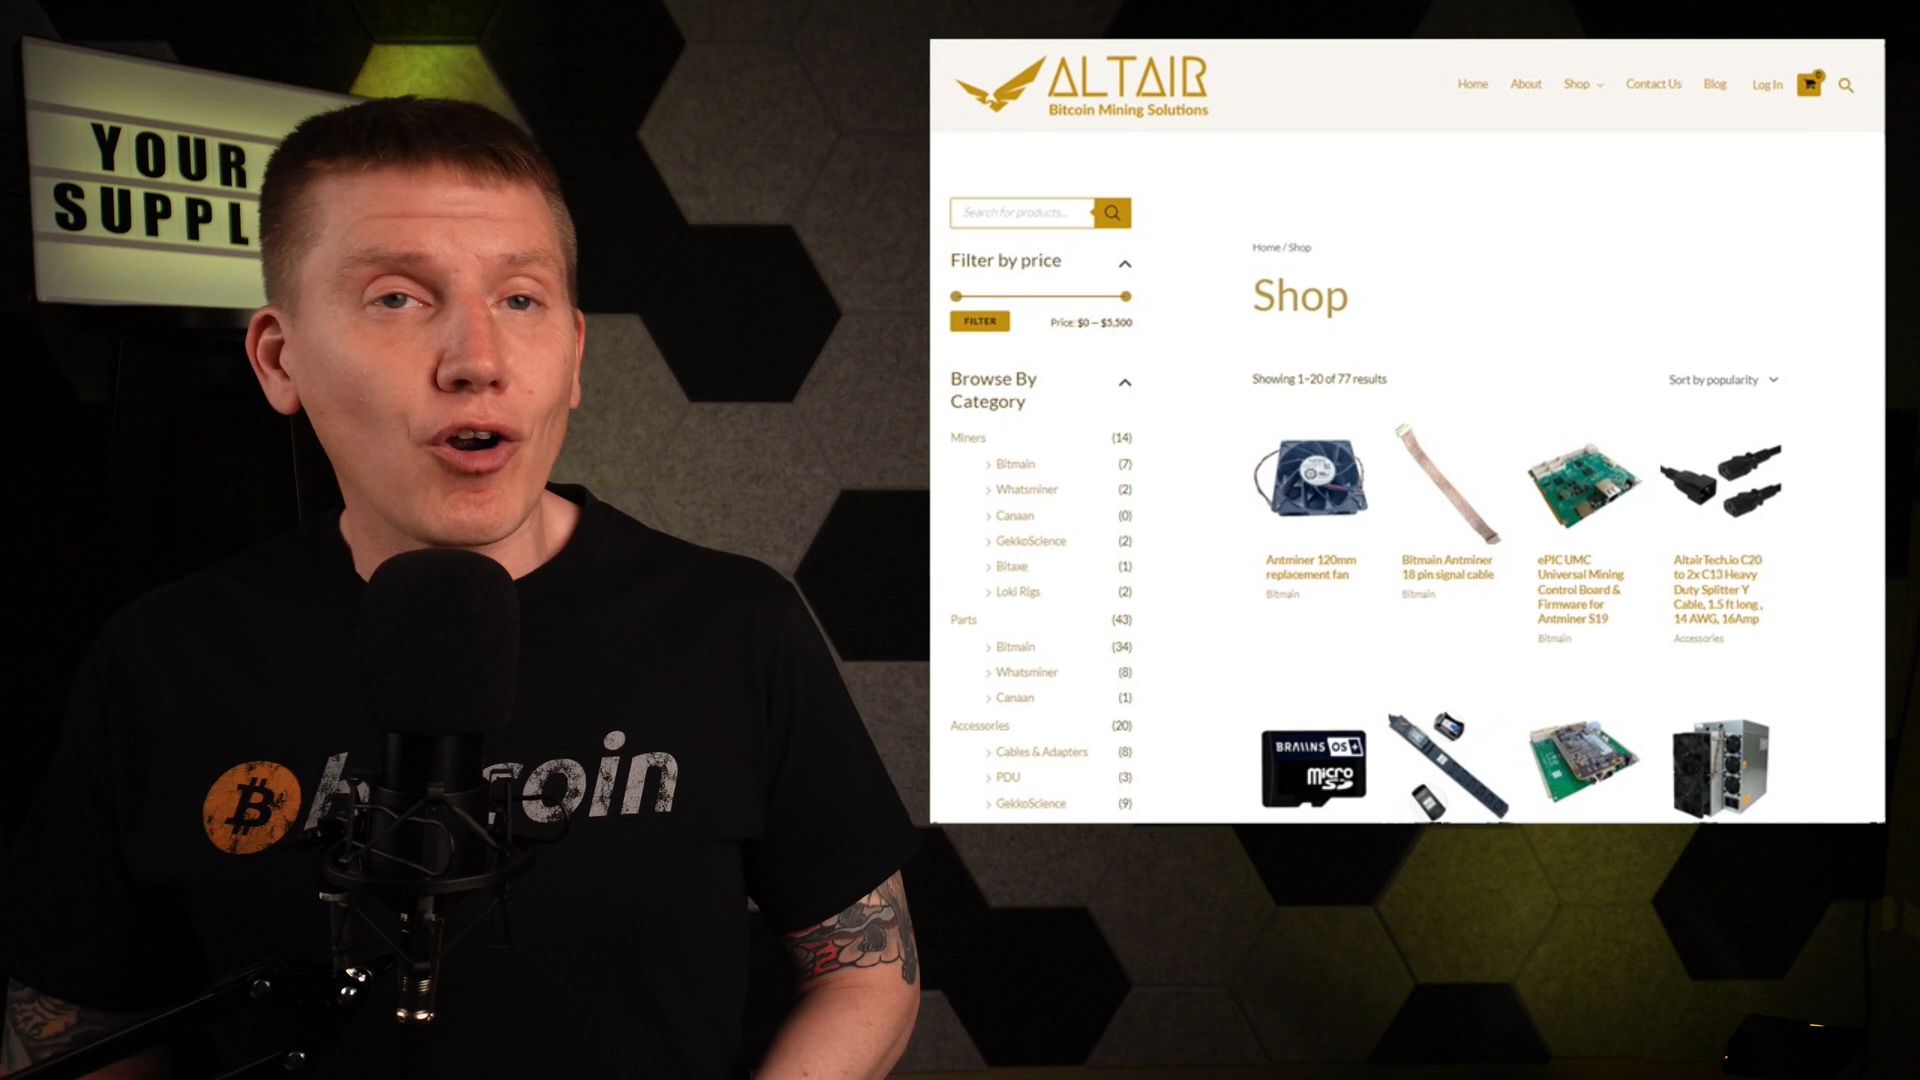 YOUR
SUPPL
bitcoin
ALTAIR
Bitcoin Mining Solutions
Home
About
Shop
Contact Us
Blog
Log In
0
Search for products...
Filter by price
FILTER
Price: $0 — $5,500
Browse By
Category
Miners (14)
Bitmain (7)
Whatsminer (2)
Canaan (0)
GekkoScience (2)
Bitaxe (1)
Loki Rigs (2)
Parts (43)
Bitmain (34)
Whatsminer (8)
Canaan (1)
Accessories (20)
Cables & Adapters (8)
PDU (3)
GekkoScience (9)
Home / Shop
Shop
Showing 1–20 of 77 results
Sort by popularity
Antminer 120mm
replacement fan
Bitmain
Bitmain Antminer
18 pin signal cable
Bitmain
ePIC UMC
Universal Mining
Control Board &
Firmware for
Antminer S19
Bitmain
AltairTech.io C20
to 2x C13 Heavy
Duty Splitter Y
Cable, 1.5 ft long ,
14 AWG, 16Amp
Accessories
BRAIINS OS+
micro
SD